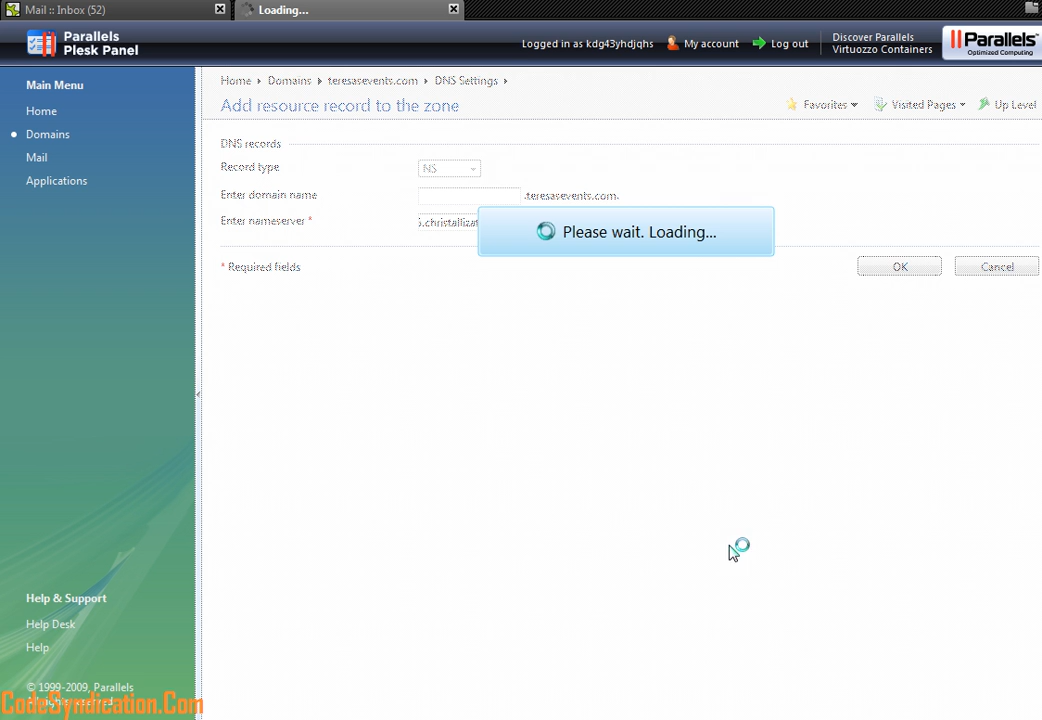 Mail :: Inbox (52)
Loading...
Parallels
Plesk Panel
Logged in as kdg43yhdjqhs
My account
Log out
Discover Parallels
Virtuozzo Containers
Parallels™
Optimized Computing
Main Menu
Home
Domains
Mail
Applications
Home
Domains
teresasevents.com
DNS Settings
Add resource record to the zone
Favorites
Visited Pages
Up Level
DNS records
Record type
NS
Enter domain name
.teresasevents.com.
Enter nameserver *
Please wait. Loading...
* Required fields
OK
Cancel
Help & Support
Help Desk
Help
© 1999-2009, Parallels
CodeSyndication.Com